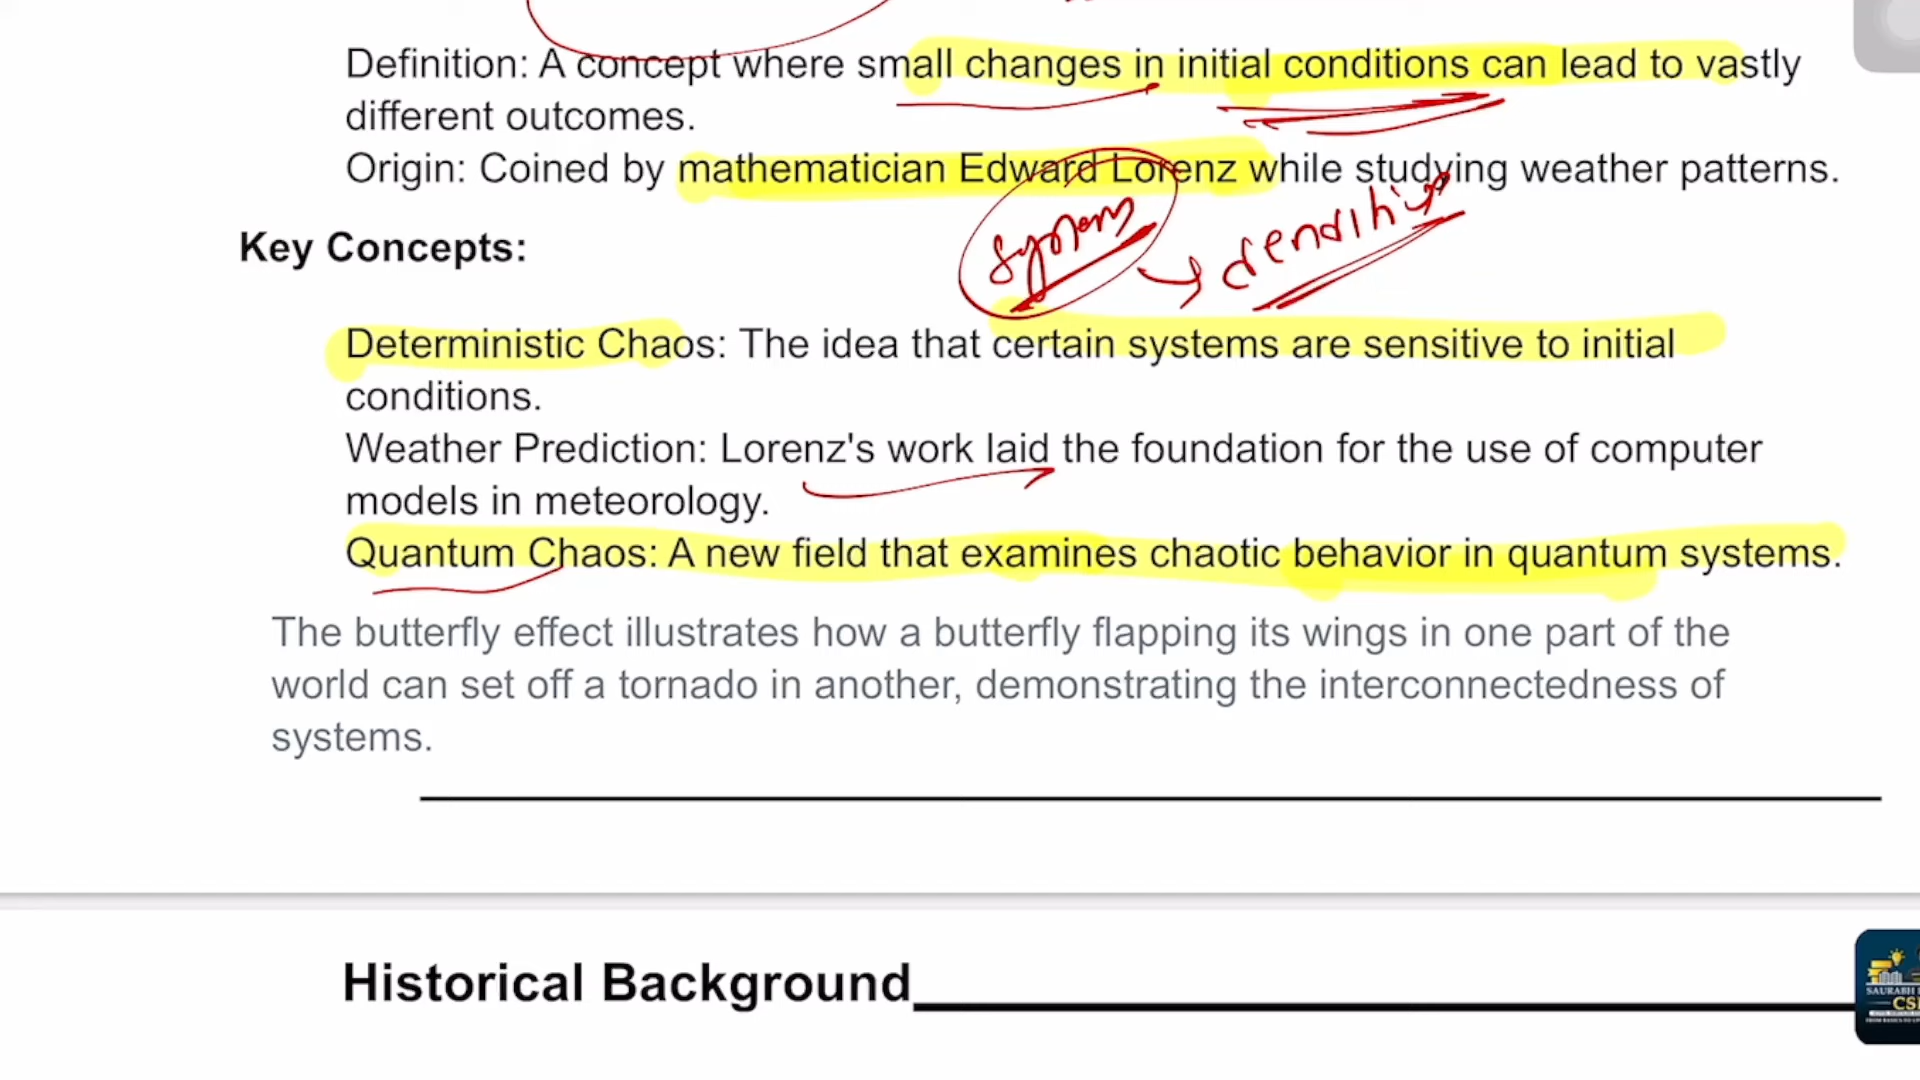 Definition: A concept where small changes in initial conditions can lead to vastly
different outcomes.
Origin: Coined by mathematician Edward Lorenz while studying weather patterns.
Key Concepts:
System
sensitive
Deterministic Chaos: The idea that certain systems are sensitive to initial
conditions.
Weather Prediction: Lorenz's work laid the foundation for the use of computer
models in meteorology.
Quantum Chaos: A new field that examines chaotic behavior in quantum systems.
The butterfly effect illustrates how a butterfly flapping its wings in one part of the
world can set off a tornado in another, demonstrating the interconnectedness of
systems.
Historical Background
SAURABH